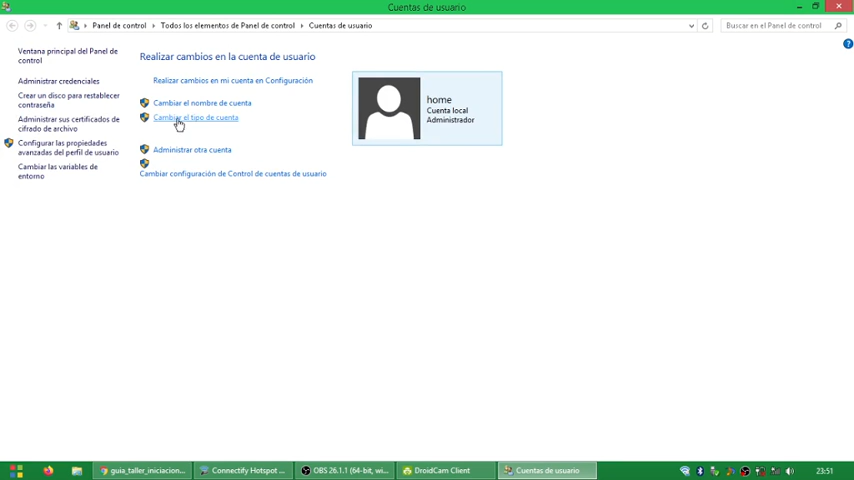 Cuentas de usuario
Panel de control
Todos los elementos de Panel de control
Cuentas de usuario
Buscar en el Panel de control
Ventana principal del Panel de
control
Administrar credenciales
Crear un disco para restablecer
contraseña
Administrar sus certificados de
cifrado de archivo
Configurar las propiedades
avanzadas del perfil de usuario
Cambiar las variables de
entorno
Realizar cambios en la cuenta de usuario
Realizar cambios en mi cuenta en Configuración
Cambiar el nombre de cuenta
Cambiar el tipo de cuenta
Administrar otra cuenta
Cambiar configuración de Control de cuentas de usuario
home
Cuenta local
Administrador
guia_taller_iniciacion...
Connectify Hotspot ...
OBS 26.1.1 (64-bit, wi...
DroidCam Client
Cuentas de usuario
23:51